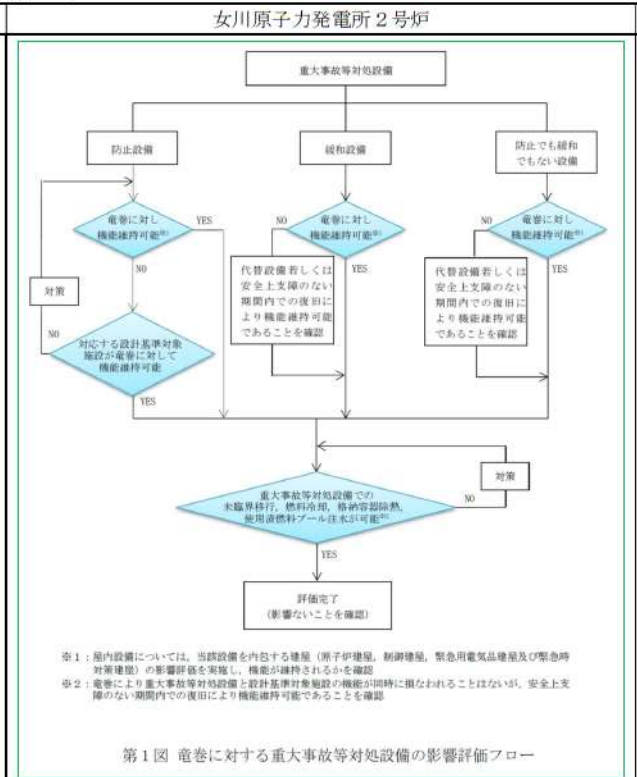 女川原子力発電所2号炉
重大事故等対処設備
防止設備
緩和設備
防止でも緩和
でもない設備
竜巻に対し
機能維持可能※1
YES
NO
対策
NO
対応する設計基準対象
施設が竜巻に対して
機能維持可能
YES
NO
竜巻に対し
機能維持可能※1
YES
代替設備若しくは
安全上支障のない
期間内での復旧に
より機能維持可能
であることを確認
NO
竜巻に対し
機能維持可能※1
YES
代替設備若しくは
安全上支障のない
期間内での復旧に
より機能維持可能
であることを確認
重大事故等対処設備での
未臨界移行，燃料冷却，格納容器除熱，
使用済燃料プール注水が可能※2
NO
対策
YES
評価完了
(影響ないことを確認)
※1：屋内設備については，当該設備を内包する建屋（原子炉建屋，制御建屋，緊急用電気品建屋及び緊急時
対策建屋）の影響評価を実施し，機能が維持されるかを確認
※2：竜巻により重大事故等対処設備と設計基準対象施設の機能が同時に損なわれることはないが，安全上支
障のない期間内での復旧により機能維持可能であることを確認
第1図 竜巻に対する重大事故等対処設備の影響評価フロー